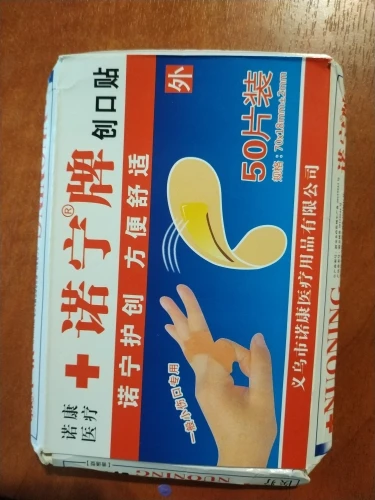 诺康
医疗
诺宁®牌
创口贴
诺宁护创 方便舒适
外
50片装
规格：70x18mm±2mm
一般小伤口专用
义乌市诺康医疗用品有限公司